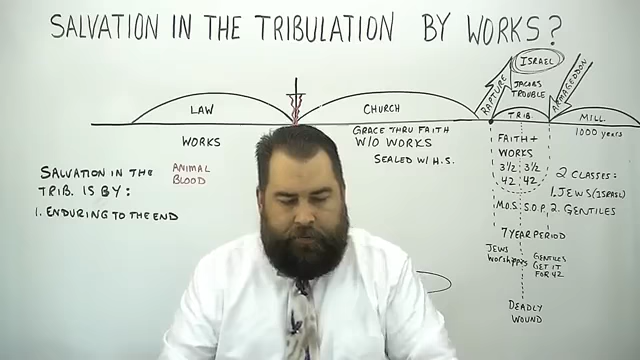 SALVATION IN THE TRIBULATION BY WORKS?
ISRAEL
JACOBS
TROUBLE
RAPTURE
ARMAGEDDON
LAW
CHURCH
TRIB.
MILL.
WORKS
GRACE THRU FAITH
W/O WORKS
SEALED W/ H.S.
1000 years
FAITH +
WORKS
3½ 3½
42 42
ANIMAL
BLOOD
SALVATION IN THE
TRIB. IS BY:
1. ENDURING TO THE END
2 CLASSES:
1. JEWS (ISRAEL)
2. GENTILES
M.O.S. S.O.P.
7 YEAR PERIOD
JEWS
GENTILES
GET IT
FOR 42
DEADLY
WOUND